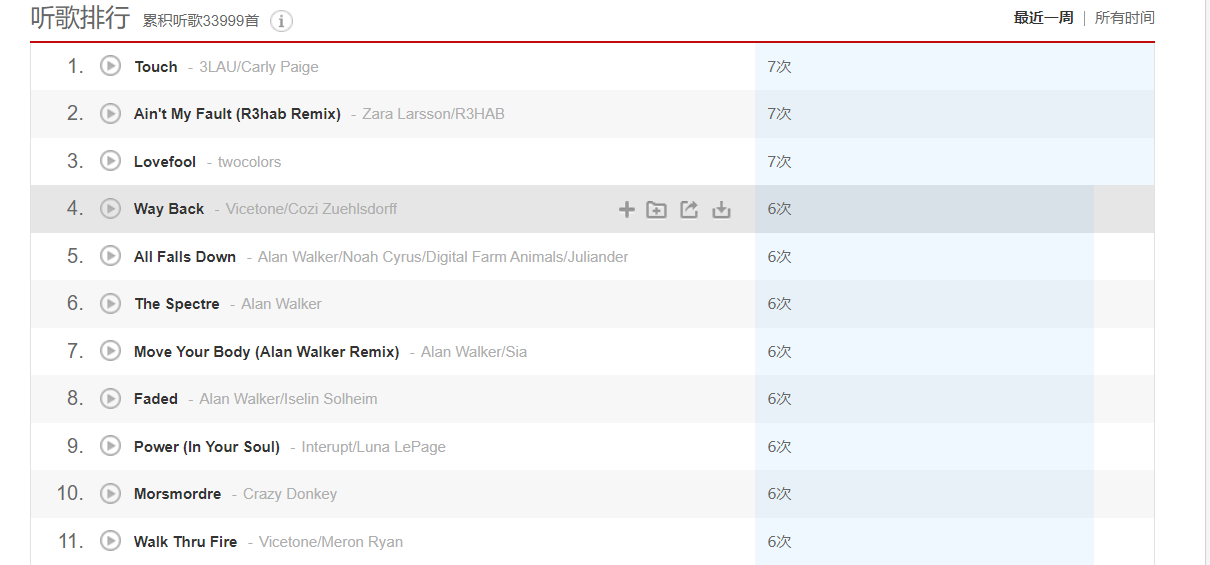 听歌排行 累积听歌33999首 最近一周 | 所有时间
1. Touch - 3LAU/Carly Paige 7次
2. Ain't My Fault (R3hab Remix) - Zara Larsson/R3HAB 7次
3. Lovefool - twocolors 7次
4. Way Back - Vicetone/Cozi Zuehlsdorff 6次
5. All Falls Down - Alan Walker/Noah Cyrus/Digital Farm Animals/Juliander 6次
6. The Spectre - Alan Walker 6次
7. Move Your Body (Alan Walker Remix) - Alan Walker/Sia 6次
8. Faded - Alan Walker/Iselin Solheim 6次
9. Power (In Your Soul) - Interupt/Luna LePage 6次
10. Morsmordre - Crazy Donkey 6次
11. Walk Thru Fire - Vicetone/Meron Ryan 6次